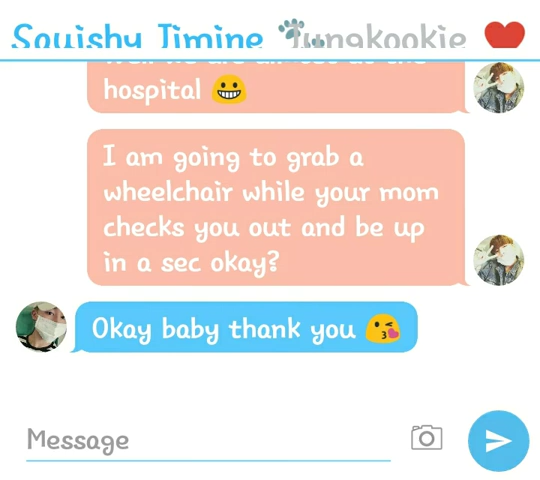 Squishy Jimine Jungkookie
hospital
I am going to grab a
wheelchair while your mom
checks you out and be up
in a sec okay?
Okay baby thank you
Message